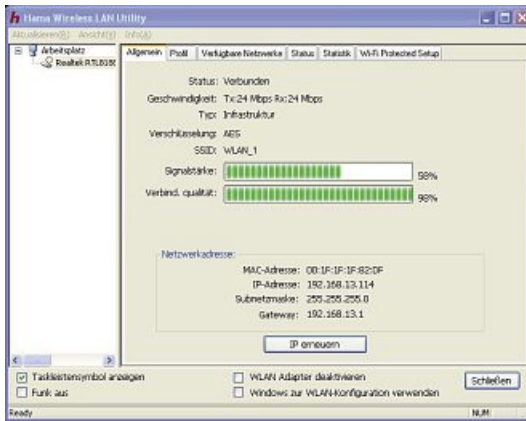 Hama Wireless LAN Utility
Aktualisieren(R) Ansicht(Y) Info(A)
Arbeitsplatz
Allgemein Profil Verfügbare Netzwerke Status Statistik Wi-Fi Protected Setup
Status: Verbunden
Geschwindigkeit: Tx:24 Mbps Rx:24 Mbps
Typ: Infrastruktur
Verschlüsselung: AES
SSID: WLAN_1
Signalstärke: 58%
Verbind. qualität: 98%
Netzwerkadresse:
MAC-Adresse: 00:1F:1F:1F:82:DF
IP-Adresse: 192.168.13.114
Subnetzmaske: 255.255.255.0
Gateway: 192.168.13.1
IP erneuern
Taskleistensymbol anzeigen
WLAN Adapter deaktivieren
Schließen
Funk aus
Windows zur WLAN-Konfiguration verwenden
Ready NUM